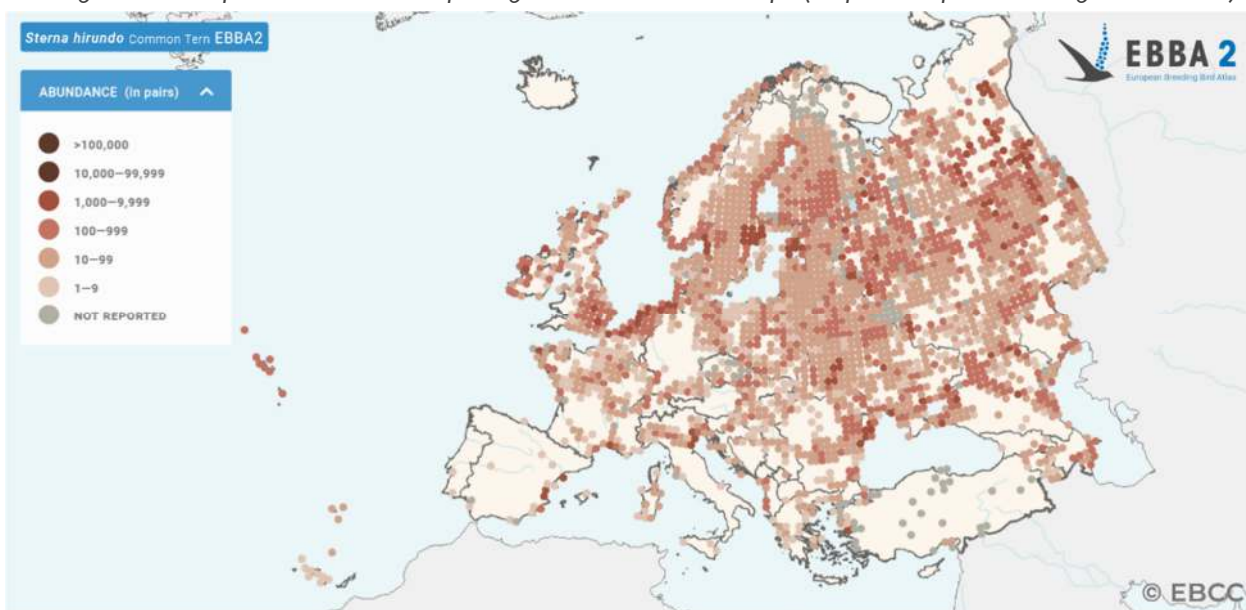 Sterna hirundo Common Tern EBBA2
ABUNDANCE (in pairs)
>100,000
10,000–99,999
1,000–9,999
100–999
10–99
1–9
NOT REPORTED
EBBA 2
European Breeding Bird Atlas
© EBCC